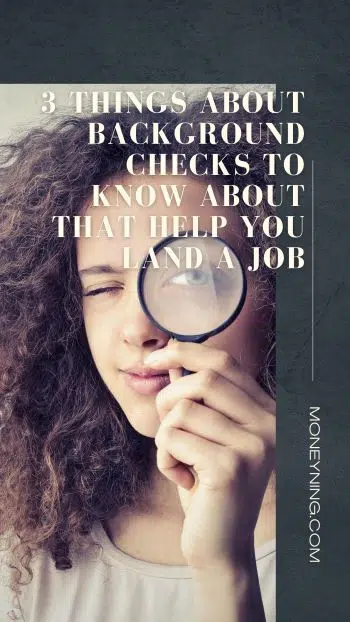 3 THINGS ABOUT
BACKGROUND
CHECKS TO
KNOW ABOUT
THAT HELP YOU
LAND A JOB
MONEYNING.COM